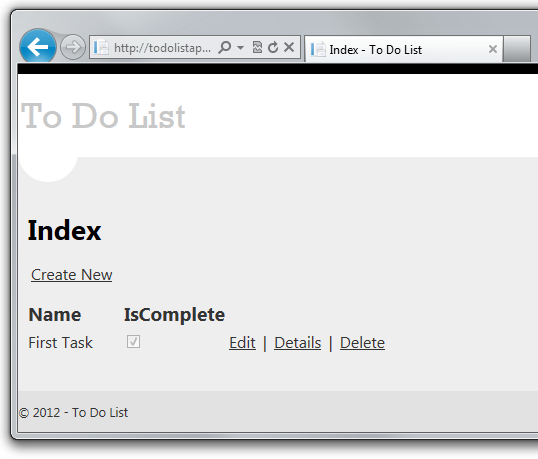 http://todolistap...
Index - To Do List
To Do List
Index
Create New
Name IsComplete
First Task Edit | Details | Delete
© 2012 - To Do List